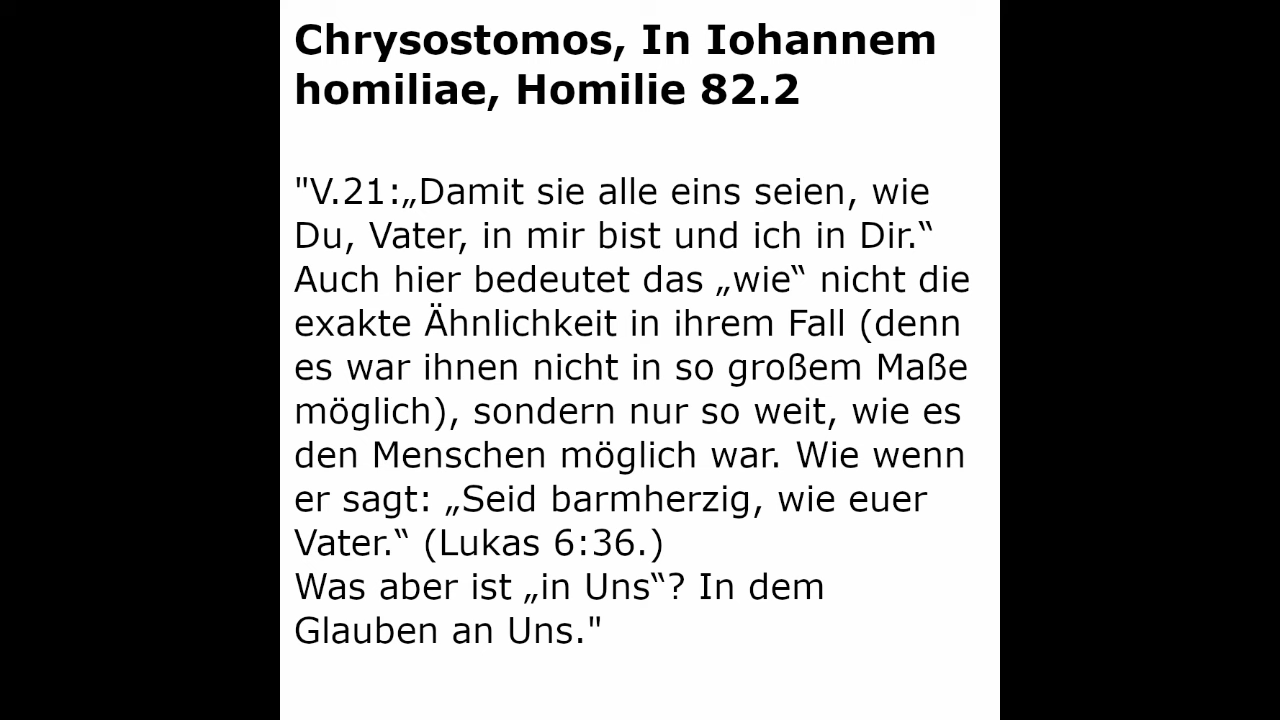 Chrysostomos, In Iohannem
homiliae, Homilie 82.2
"V.21:„Damit sie alle eins seien, wie
Du, Vater, in mir bist und ich in Dir.“
Auch hier bedeutet das „wie“ nicht die
exakte Ähnlichkeit in ihrem Fall (denn
es war ihnen nicht in so großem Maße
möglich), sondern nur so weit, wie es
den Menschen möglich war. Wie wenn
er sagt: „Seid barmherzig, wie euer
Vater.“ (Lukas 6:36.)
Was aber ist „in Uns“? In dem
Glauben an Uns."